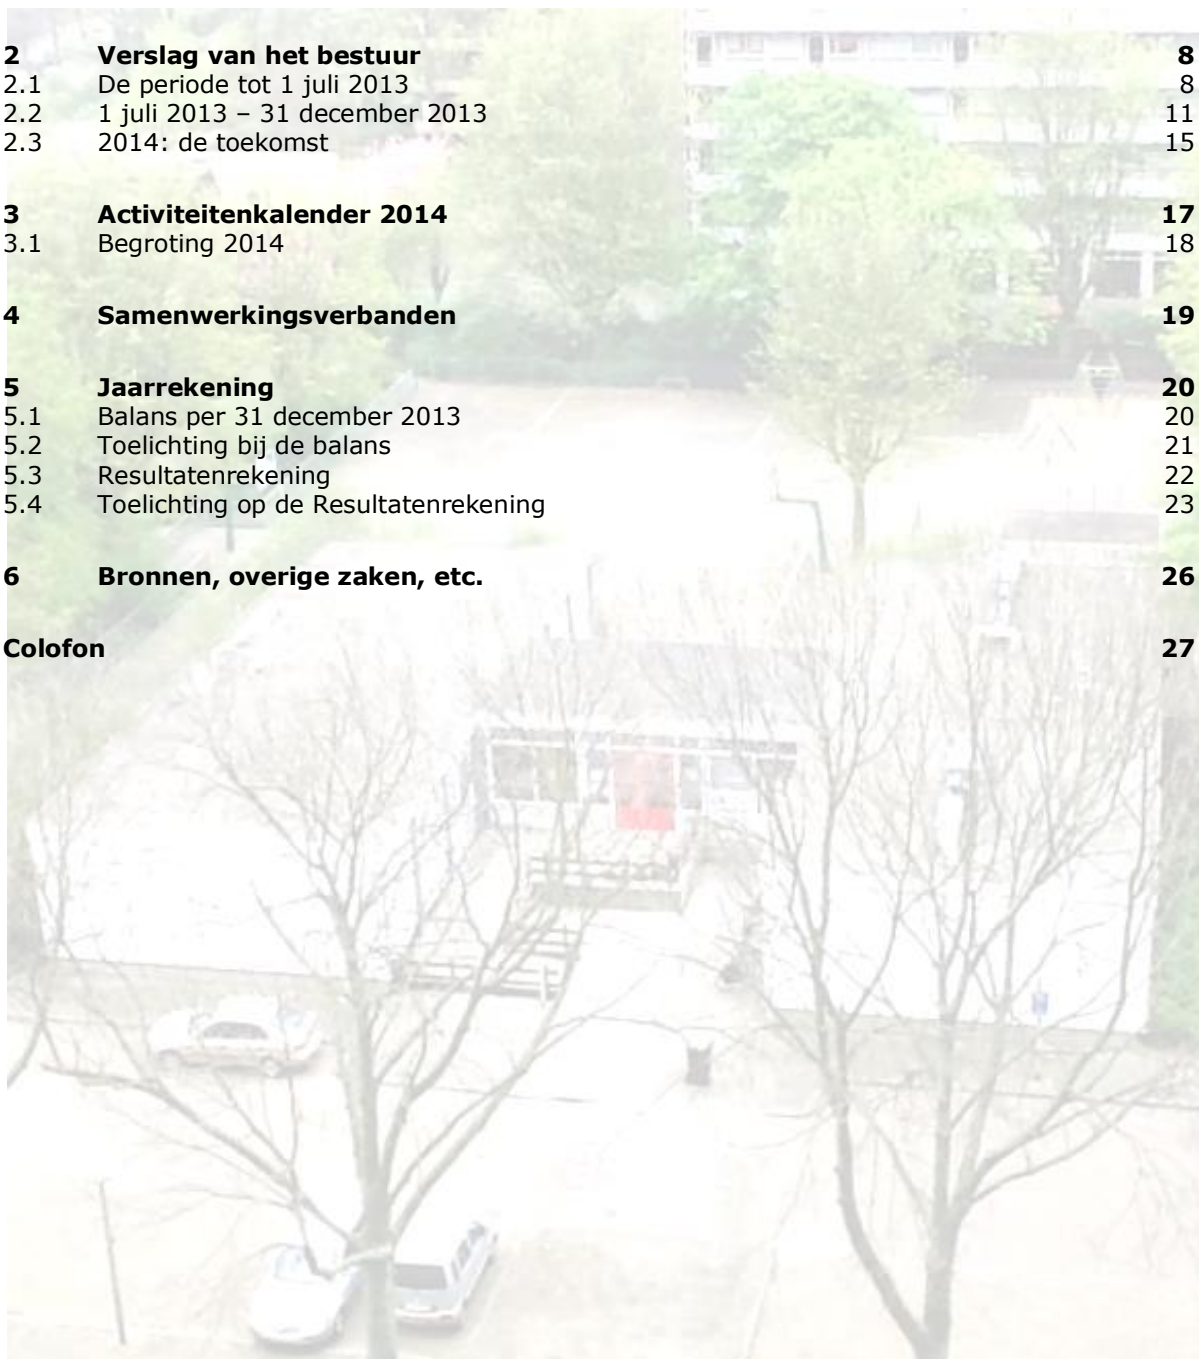 2 Verslag van het bestuur 8
2.1 De periode tot 1 juli 2013 8
2.2 1 juli 2013 – 31 december 2013 11
2.3 2014: de toekomst 15
3 Activiteitenkalender 2014 17
3.1 Begroting 2014 18
4 Samenwerkingsverbanden 19
5 Jaarrekening 20
5.1 Balans per 31 december 2013 20
5.2 Toelichting bij de balans 21
5.3 Resultatenrekening 22
5.4 Toelichting op de Resultatenrekening 23
6 Bronnen, overige zaken, etc. 26
Colofon 27